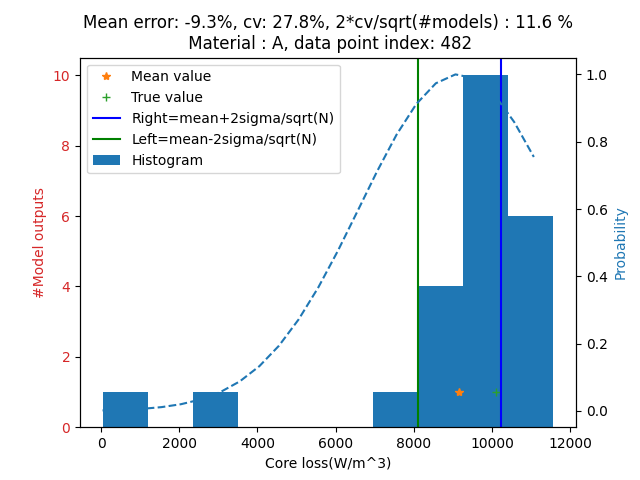 Mean error: -9.3%, cv: 27.8%, 2*cv/sqrt(#models) : 11.6 %
Material : A, data point index: 482
Mean value
True value
Right=mean+2sigma/sqrt(N)
Left=mean-2sigma/sqrt(N)
Histogram
#Model outputs
10
8
6
4
2
0
Probability
1.0
0.8
0.6
0.4
0.2
0.0
0 2000 4000 6000 8000 10000 12000
Core loss(W/m^3)